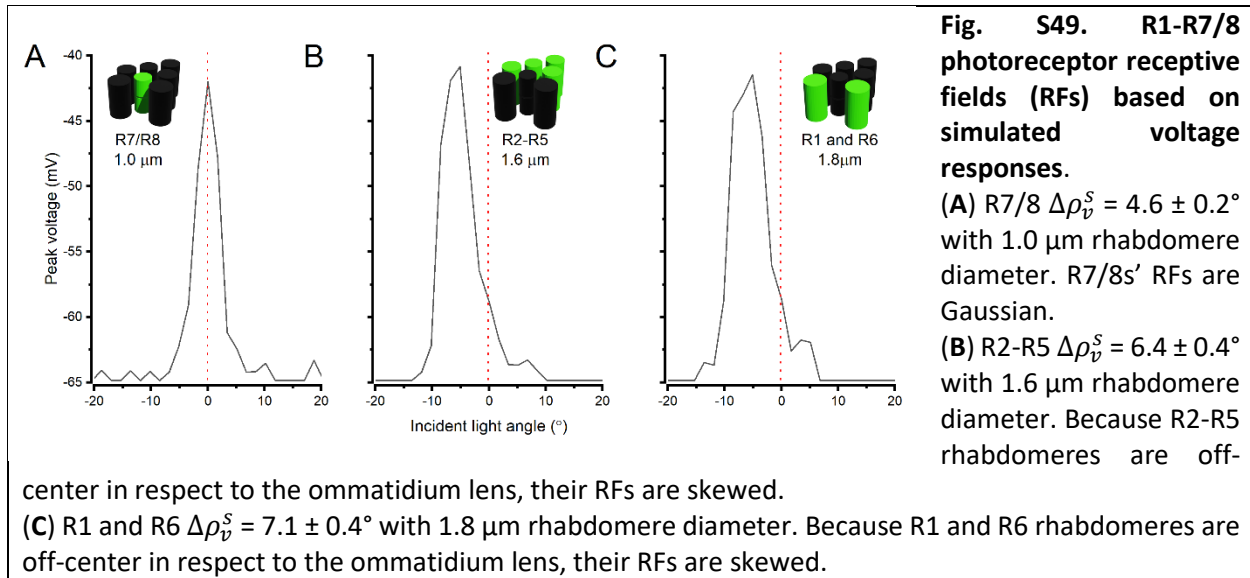 A
B
C
-40
-45
-50
-55
-60
-65
Peak voltage (mV)
R7/R8
1.0 μm
R2-R5
1.6 μm
R1 and R6
1.8μm
-20 -10 0 10 20
-20 -10 0 10 20
-20 -10 0 10 20
Incident light angle (°)
Fig. S49. R1-R7/8
photoreceptor receptive
fields (RFs) based on
simulated voltage
responses.
(A) R7/8 Δρᵥˢ = 4.6 ± 0.2°
with 1.0 μm rhabdomere
diameter. R7/8s’ RFs are
Gaussian.
(B) R2-R5 Δρᵥˢ = 6.4 ± 0.4°
with 1.6 μm rhabdomere
diameter. Because R2-R5
rhabdomeres are off-
center in respect to the ommatidium lens, their RFs are skewed.
(C) R1 and R6 Δρᵥˢ = 7.1 ± 0.4° with 1.8 μm rhabdomere diameter. Because R1 and R6 rhabdomeres are
off-center in respect to the ommatidium lens, their RFs are skewed.